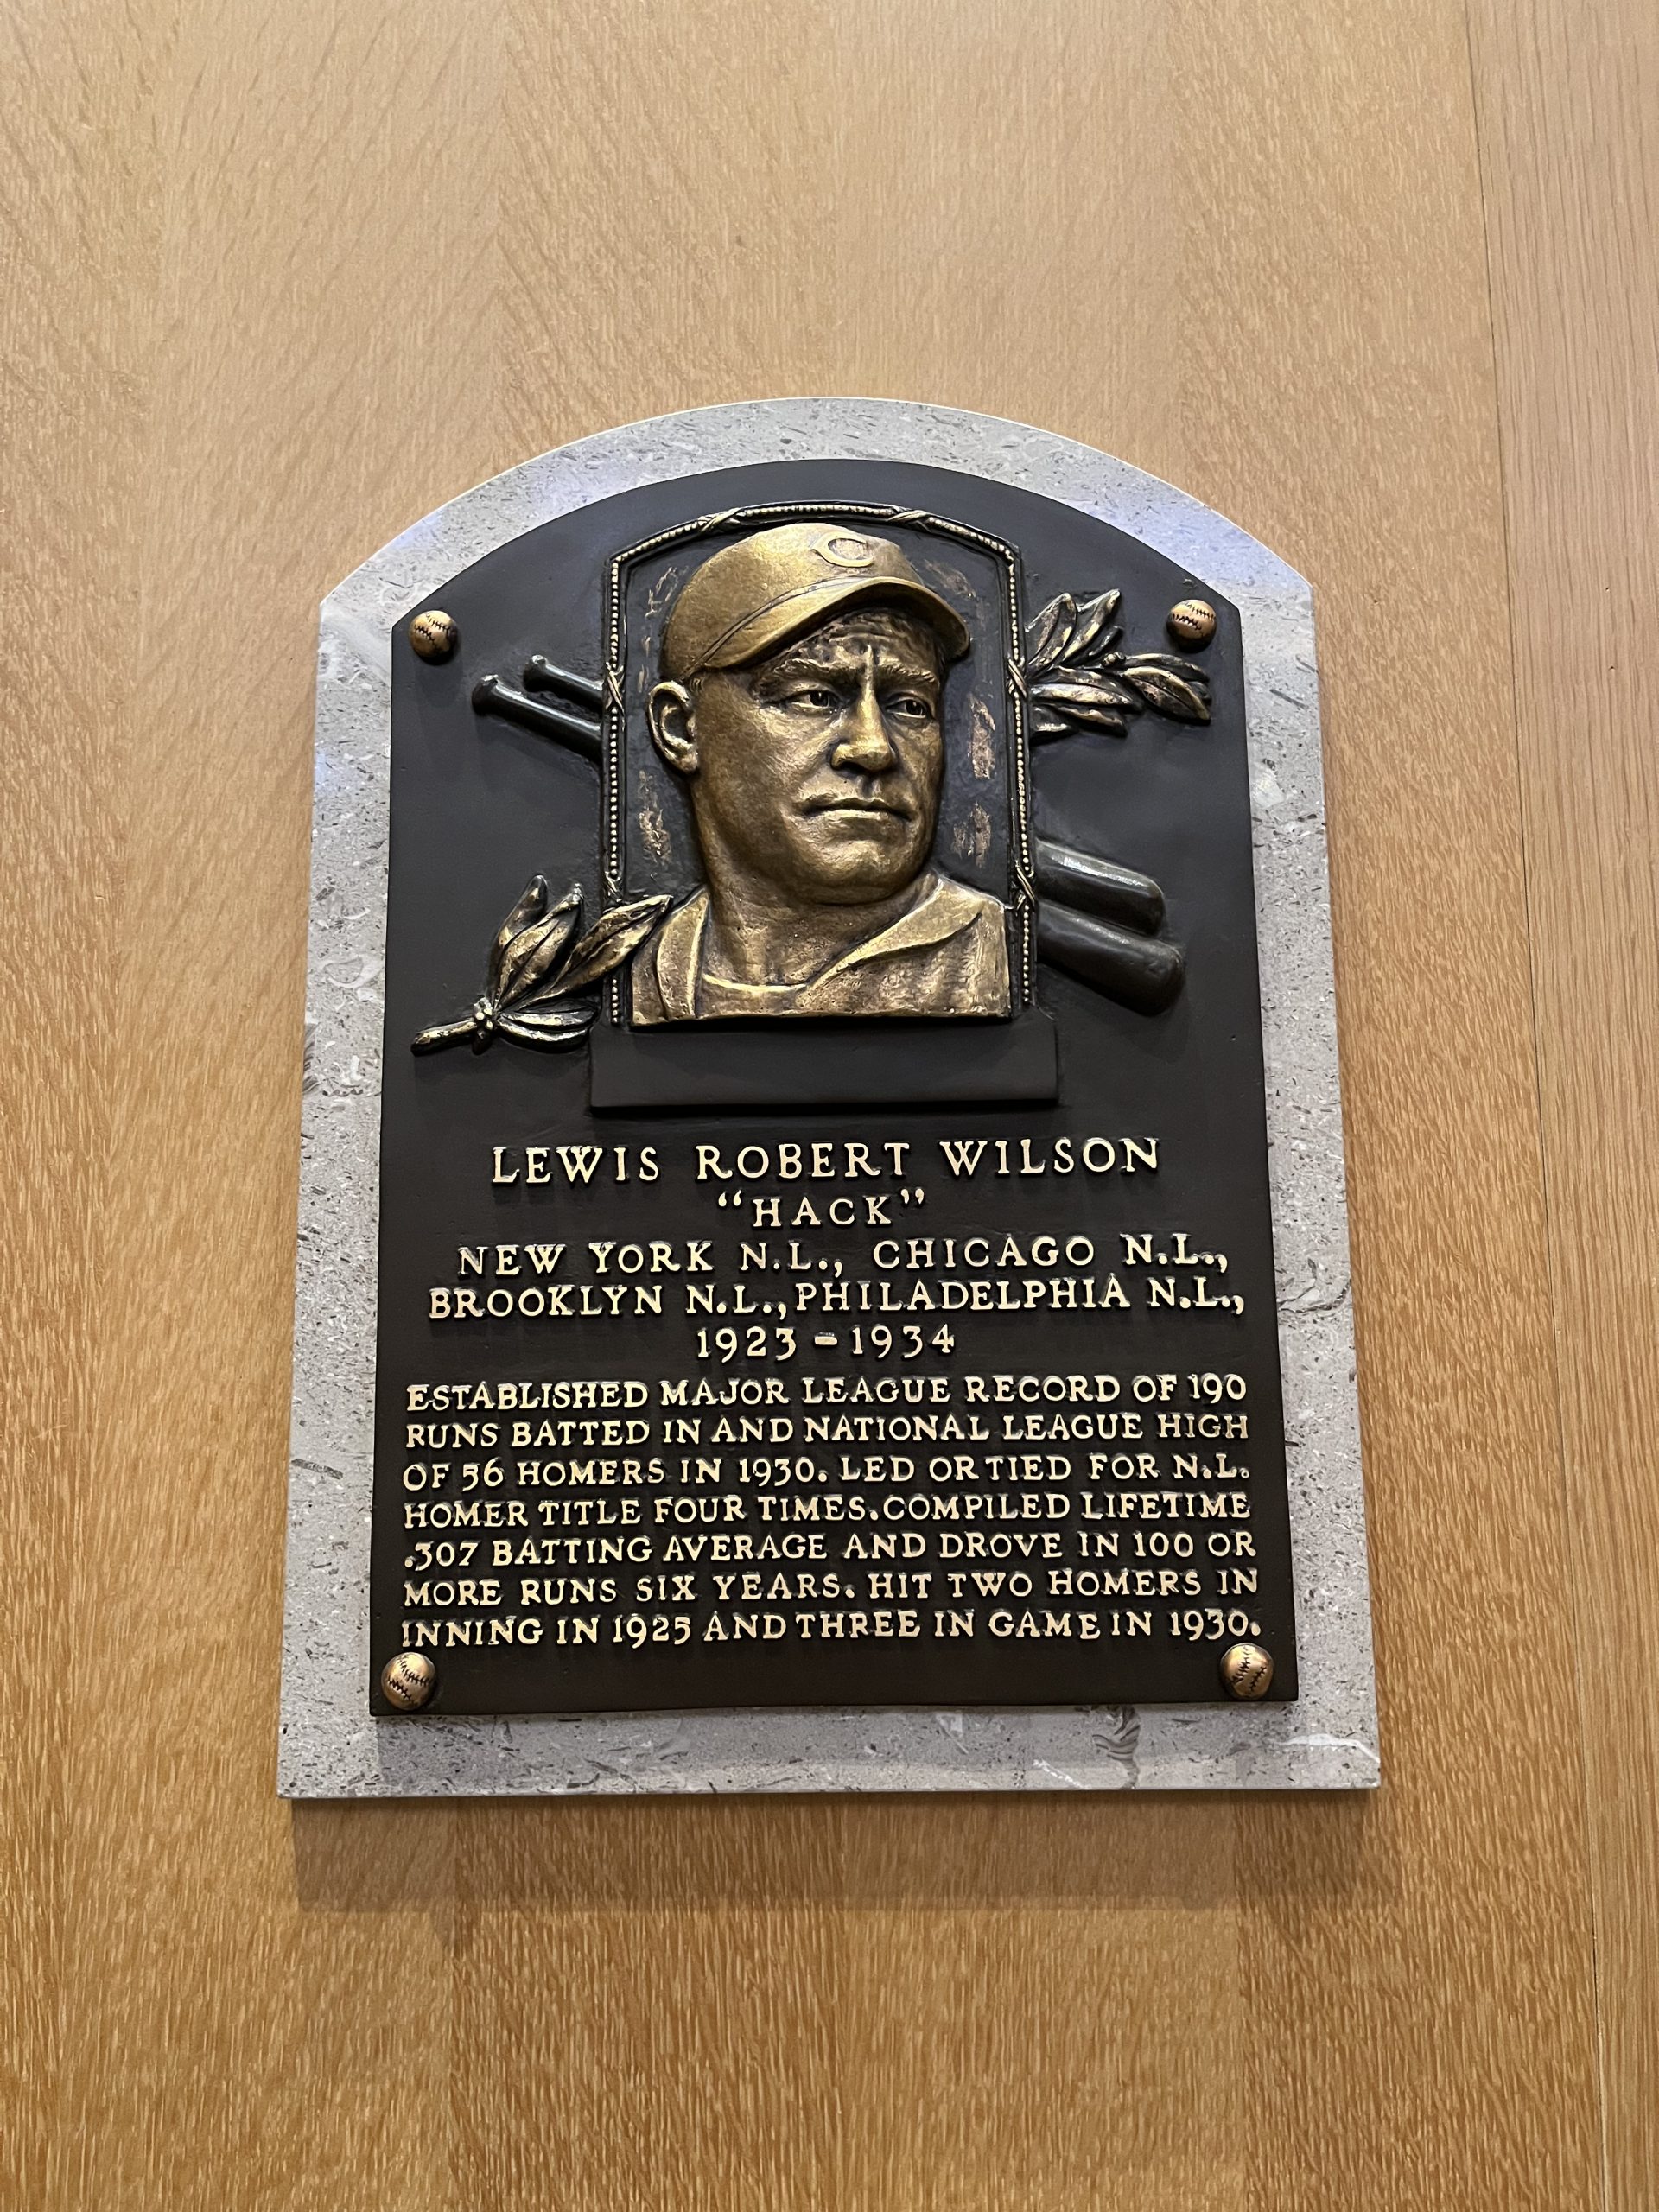 C
LEWIS ROBERT WILSON
“HACK”
NEW YORK N.L., CHICAGO N.L.,
BROOKLYN N.L., PHILADELPHIA N.L.,
1923-1934
ESTABLISHED MAJOR LEAGUE RECORD OF 190
RUNS BATTED IN AND NATIONAL LEAGUE HIGH
OF 56 HOMERS IN 1930. LED OR TIED FOR N.L.
HOMER TITLE FOUR TIMES. COMPILED LIFETIME
.307 BATTING AVERAGE AND DROVE IN 100 OR
MORE RUNS SIX YEARS. HIT TWO HOMERS IN
INNING IN 1925 AND THREE IN GAME IN 1930.